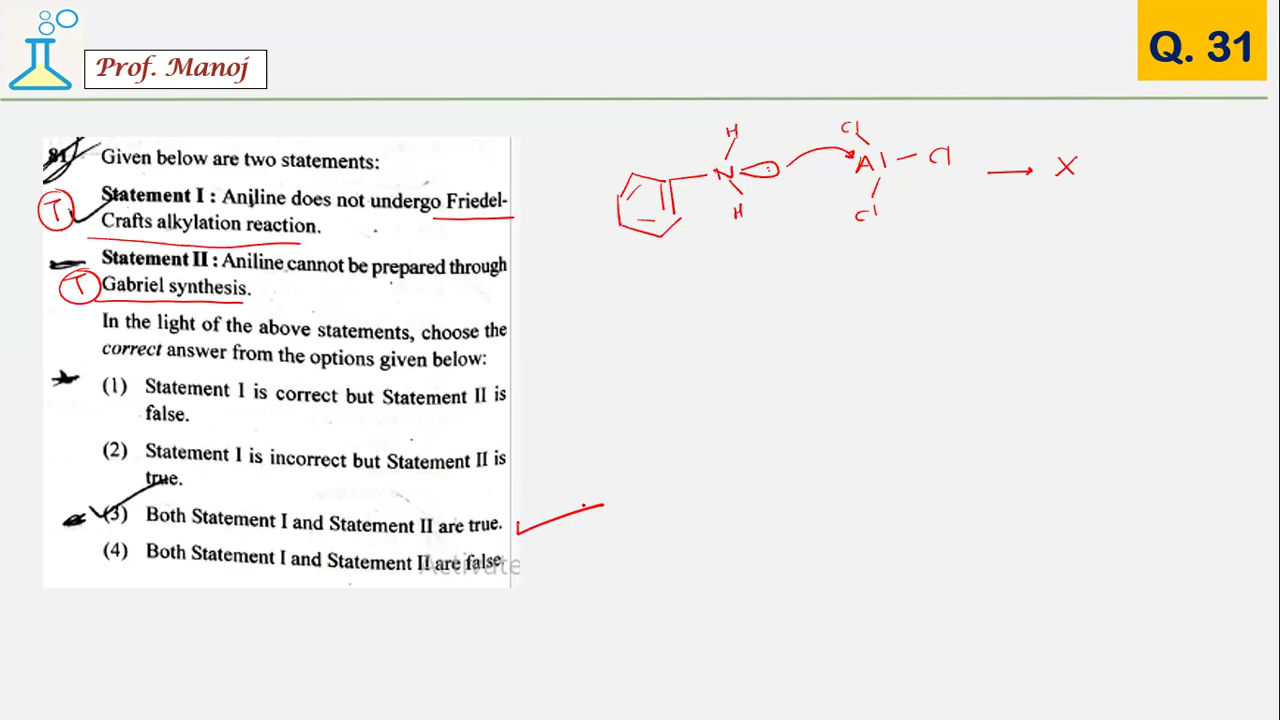 Prof. Manoj
Q. 31
Given below are two statements:
Statement I : Aniline does not undergo Friedel-
Crafts alkylation reaction.
T
Statement II : Aniline cannot be prepared through
Gabriel synthesis.
T
In the light of the above statements, choose the
correct answer from the options given below:
(1) Statement I is correct but Statement II is
false.
(2) Statement I is incorrect but Statement II is
true.
(3) Both Statement I and Statement II are true.
(4) Both Statement I and Statement II are false
Activate
H
N
H
Cl
Al
Cl
Cl
X